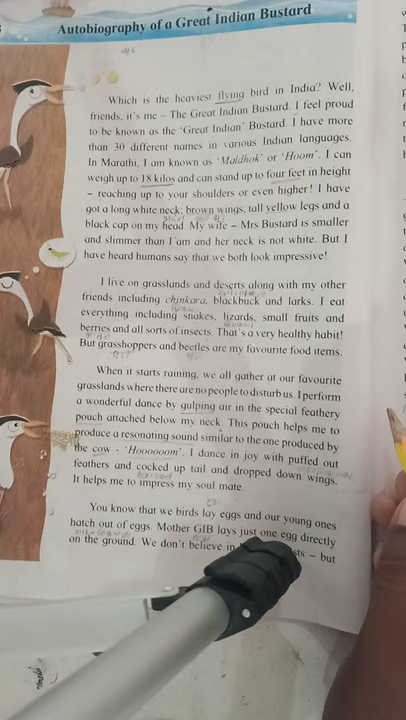 Autobiography of a Great Indian Bustard
Which is the heaviest flying bird in India? Well,
friends, it's me – The Great Indian Bustard. I feel proud
to be known as the 'Great Indian' Bustard. I have more
than 30 different names in various Indian languages.
In Marathi, I am known as 'Maldhok' or 'Hoom'. I can
weigh up to 18 kilos and can stand up to four feet in height
– reaching up to your shoulders or even higher! I have
got a long white neck; brown wings, tall yellow legs and a
black cap on my head. My wife – Mrs Bustard is smaller
and slimmer than I am and her neck is not white. But I
have heard humans say that we both look impressive!
I live on grasslands and deserts along with my other
friends including chinkara, blackbuck and larks. I eat
everything including snakes, lizards, small fruits and
berries and all sorts of insects. That's a very healthy habit!
But grasshoppers and beetles are my favourite food items.
When it starts raining, we all gather at our favourite
grasslands where there are no people to disturb us. I perform
a wonderful dance by gulping air in the special feathery
pouch attached below my neck. This pouch helps me to
produce a resonating sound similar to the one produced by
the cow - 'Hoooooom'. I dance in joy with puffed out
feathers and cocked up tail and dropped down wings.
It helps me to impress my soul mate.
You know that we birds lay eggs and our young ones
hatch out of eggs. Mother GIB lays just one egg directly
on the ground. We don't believe in – but